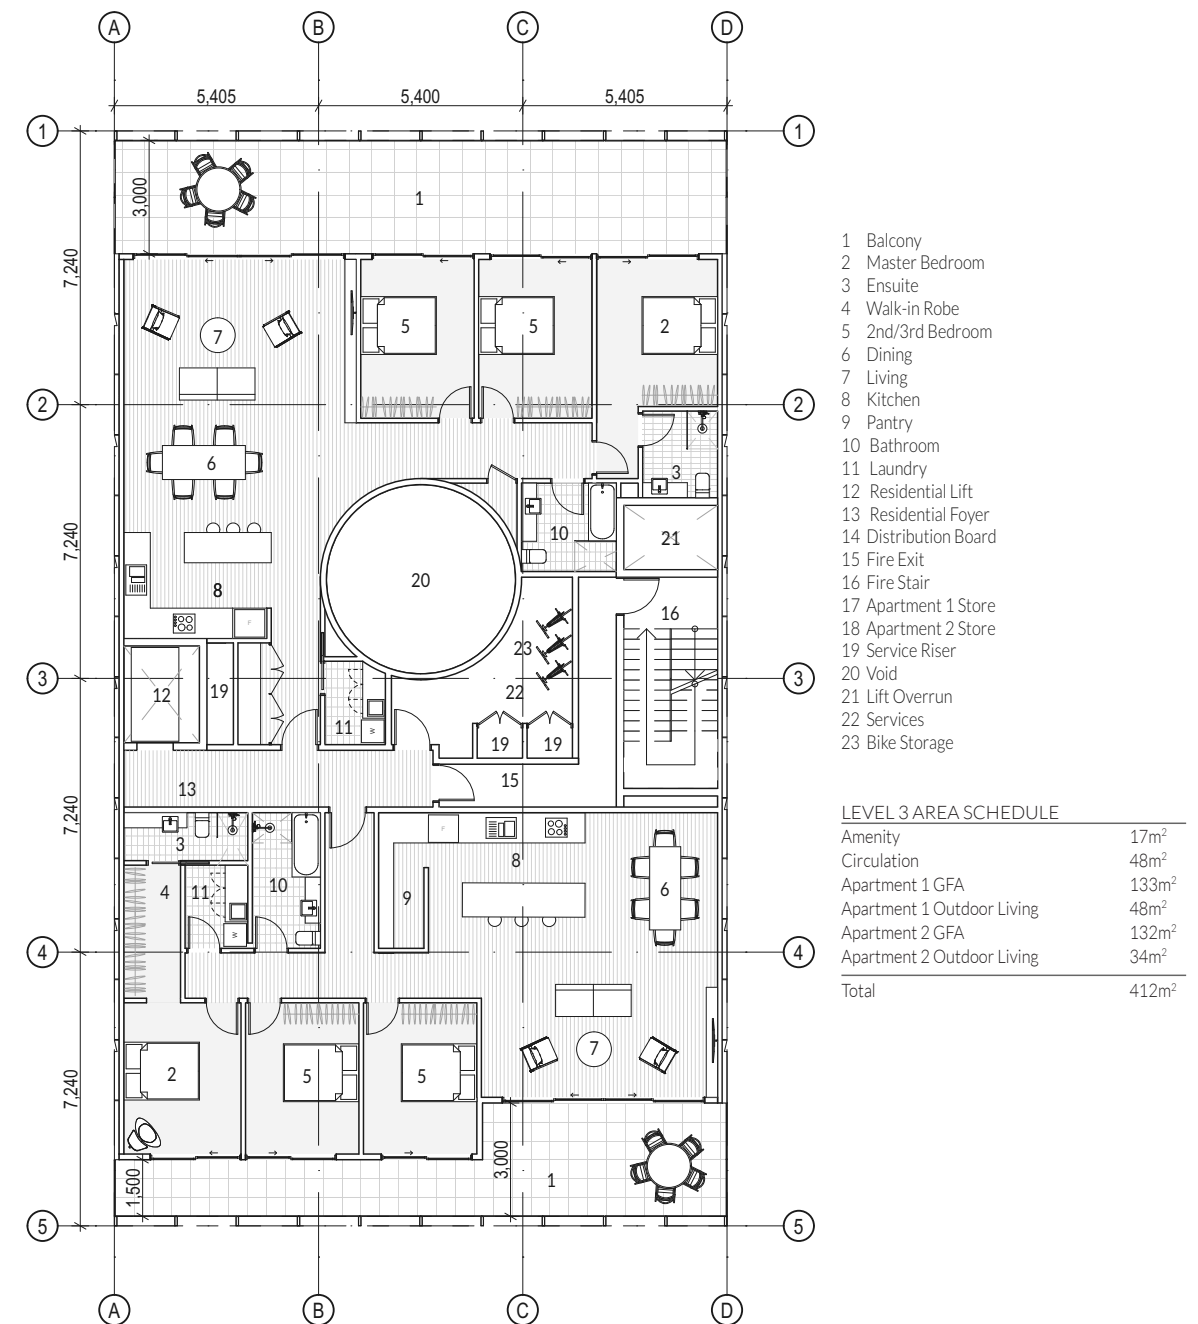 A B C D
5,405 5,400 5,405
1 1
3,000
1
7,240
5 5 2
7
2 2
6
3
7,240
10 21
20
8
16
23
3 12 19 22 3
11
W
19 19
15
13
F
7,240
3
8
4 11 10 9 6
W
F
4 4
7
2 5 5
7,240
3,000
1,500
1
5 5
A B C D
1 Balcony
2 Master Bedroom
3 Ensuite
4 Walk-in Robe
5 2nd/3rd Bedroom
6 Dining
7 Living
8 Kitchen
9 Pantry
10 Bathroom
11 Laundry
12 Residential Lift
13 Residential Foyer
14 Distribution Board
15 Fire Exit
16 Fire Stair
17 Apartment 1 Store
18 Apartment 2 Store
19 Service Riser
20 Void
21 Lift Overrun
22 Services
23 Bike Storage
LEVEL 3 AREA SCHEDULE
Amenity 17m²
Circulation 48m²
Apartment 1 GFA 133m²
Apartment 1 Outdoor Living 48m²
Apartment 2 GFA 132m²
Apartment 2 Outdoor Living 34m²
Total 412m²